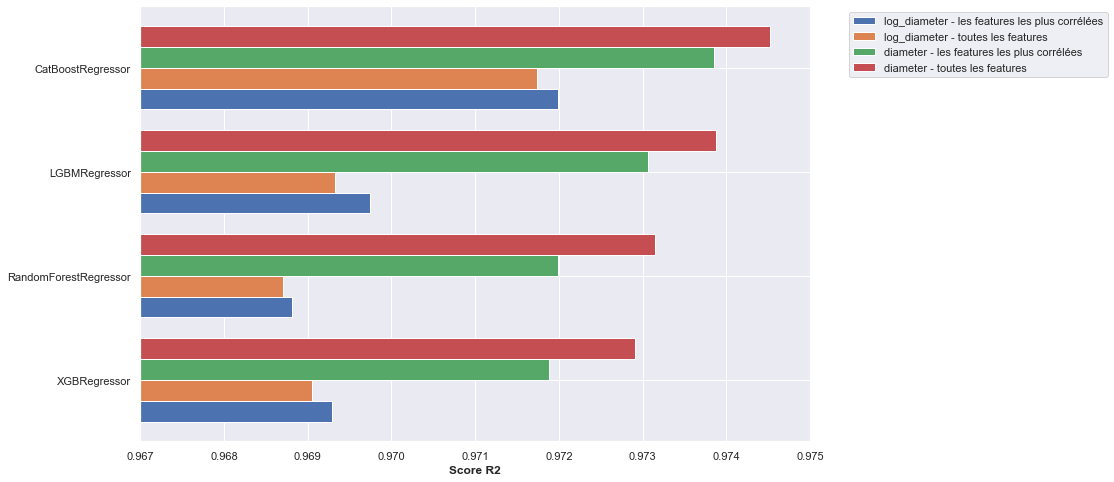 log_diameter - les features les plus corrélées
log_diameter - toutes les features
diameter - les features les plus corrélées
diameter - toutes les features
CatBoostRegressor
LGBMRegressor
RandomForestRegressor
XGBRegressor
0.967 0.968 0.969 0.970 0.971 0.972 0.973 0.974 0.975
Score R2